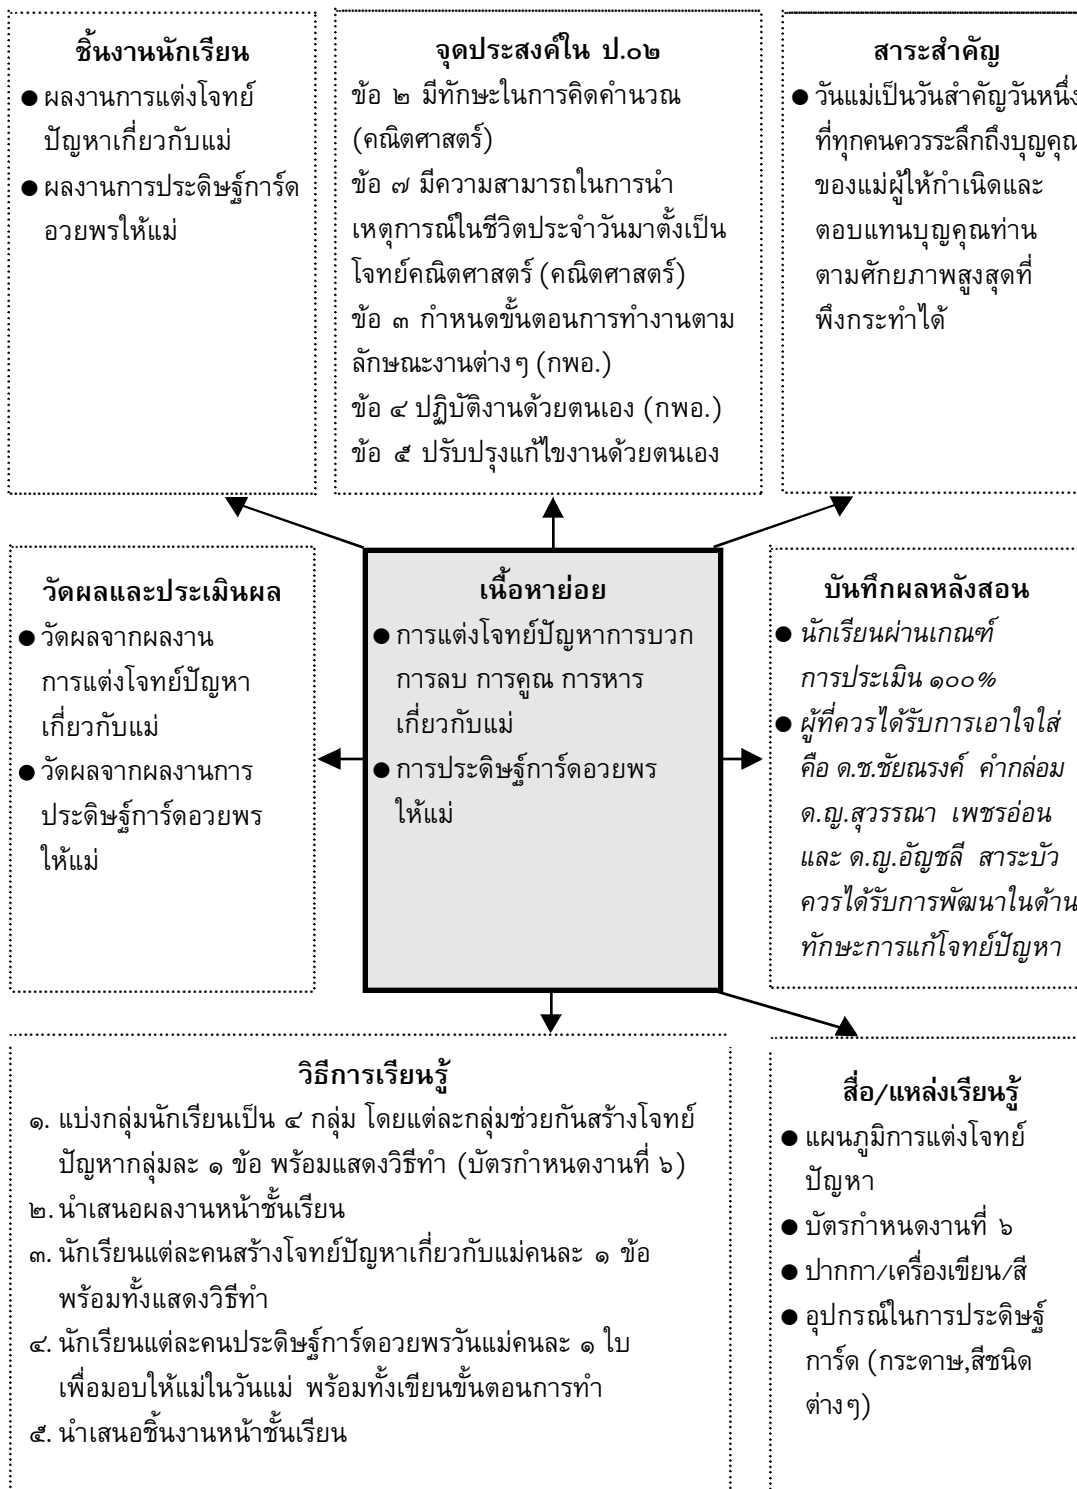 ชิ้นงานนักเรียน
● ผลงานการแต่งโจทย์
ปัญหาเกี่ยวกับแม่
● ผลงานการประดิษฐ์การ์ด
อวยพรให้แม่
จุดประสงค์ใน ป.๐๒
ข้อ ๒ มีทักษะในการคิดคำนวณ
(คณิตศาสตร์)
ข้อ ๗ มีความสามารถในการนำ
เหตุการณ์ในชีวิตประจำวันมาตั้งเป็น
โจทย์คณิตศาสตร์ (คณิตศาสตร์)
ข้อ ๓ กำหนดขั้นตอนการทำงานตาม
ลักษณะงานต่างๆ (กพอ.)
ข้อ ๔ ปฏิบัติงานด้วยตนเอง (กพอ.)
ข้อ ๕ ปรับปรุงแก้ไขงานด้วยตนเอง
สาระสำคัญ
● วันแม่เป็นวันสำคัญวันหนึ่ง
ที่ทุกคนควรระลึกถึงบุญคุณ
ของแม่ผู้ให้กำเนิดและ
ตอบแทนบุญคุณท่าน
ตามศักยภาพสูงสุดที่
พึงกระทำได้
วัดผลและประเมินผล
● วัดผลจากผลงาน
การแต่งโจทย์ปัญหา
เกี่ยวกับแม่
● วัดผลจากผลงานการ
ประดิษฐ์การ์ดอวยพร
ให้แม่
เนื้อหาย่อย
● การแต่งโจทย์ปัญหาการบวก
การลบ การคูณ การหาร
เกี่ยวกับแม่
● การประดิษฐ์การ์ดอวยพร
ให้แม่
บันทึกผลหลังสอน
● นักเรียนผ่านเกณฑ์
การประเมิน ๑๐๐%
● ผู้ที่ควรได้รับการเอาใจใส่
คือ ด.ช.ชัยณรงค์ คำกล่อม
ด.ญ.สุวรรณา เพชรอ่อน
และ ด.ญ.อัญชลี สาระบัว
ควรได้รับการพัฒนาในด้าน
ทักษะการแก้โจทย์ปัญหา
วิธีการเรียนรู้
๑. แบ่งกลุ่มนักเรียนเป็น ๔ กลุ่ม โดยแต่ละกลุ่มช่วยกันสร้างโจทย์
ปัญหากลุ่มละ ๑ ข้อ พร้อมแสดงวิธีทำ (บัตรกำหนดงานที่ ๖)
๒. นำเสนอผลงานหน้าชั้นเรียน
๓. นักเรียนแต่ละคนสร้างโจทย์ปัญหาเกี่ยวกับแม่คนละ ๑ ข้อ
พร้อมทั้งแสดงวิธีทำ
๔. นักเรียนแต่ละคนประดิษฐ์การ์ดอวยพรวันแม่คนละ ๑ ใบ
เพื่อมอบให้แม่ในวันแม่ พร้อมทั้งเขียนขั้นตอนการทำ
๕. นำเสนอชิ้นงานหน้าชั้นเรียน
สื่อ/แหล่งเรียนรู้
● แผนภูมิการแต่งโจทย์
ปัญหา
● บัตรกำหนดงานที่ ๖
● ปากกา/เครื่องเขียน/สี
● อุปกรณ์ในการประดิษฐ์
การ์ด (กระดาษ,สีชนิด
ต่างๆ)